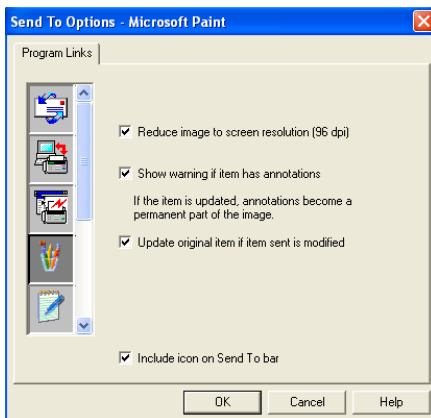 Send To Options - Microsoft Paint
Program Links
Reduce image to screen resolution (96 dpi)
Show warning if item has annotations
If the item is updated, annotations become a
permanent part of the image.
Update original item if item sent is modified
Include icon on Send To bar
OK
Cancel
Help